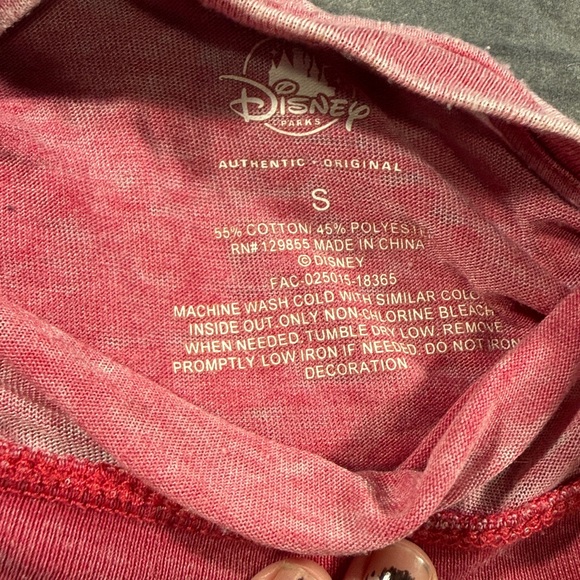 Disney
PARKS
AUTHENTIC • ORIGINAL
S
55% COTTON/ 45% POLYEST
RN# 129855 MADE IN CHINA
© DISNEY
FAC-025015-18365
MACHINE WASH COLD WITH SIMILAR COLO
INSIDE OUT ONLY NON-CHLORINE BLEACH
WHEN NEEDED. TUMBLE DRY LOW. REMOVE
PROMPTLY LOW IRON IF NEEDED. DO NOT IRON
DECORATION